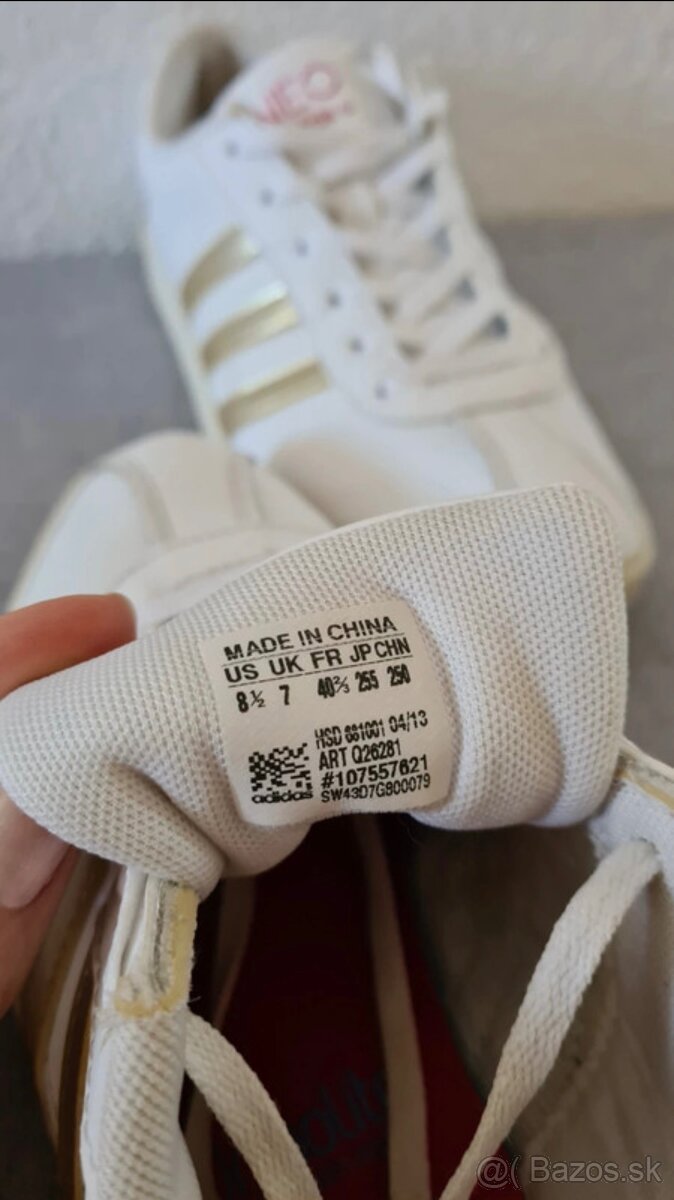 NEO
MADE IN CHINA
US UK FR JP CHN
8½ 7 40⅔ 255 250
HSD 681001 04/13
ART Q26281
#107557621
adidas
SW43D7G800079
@( Bazos.sk